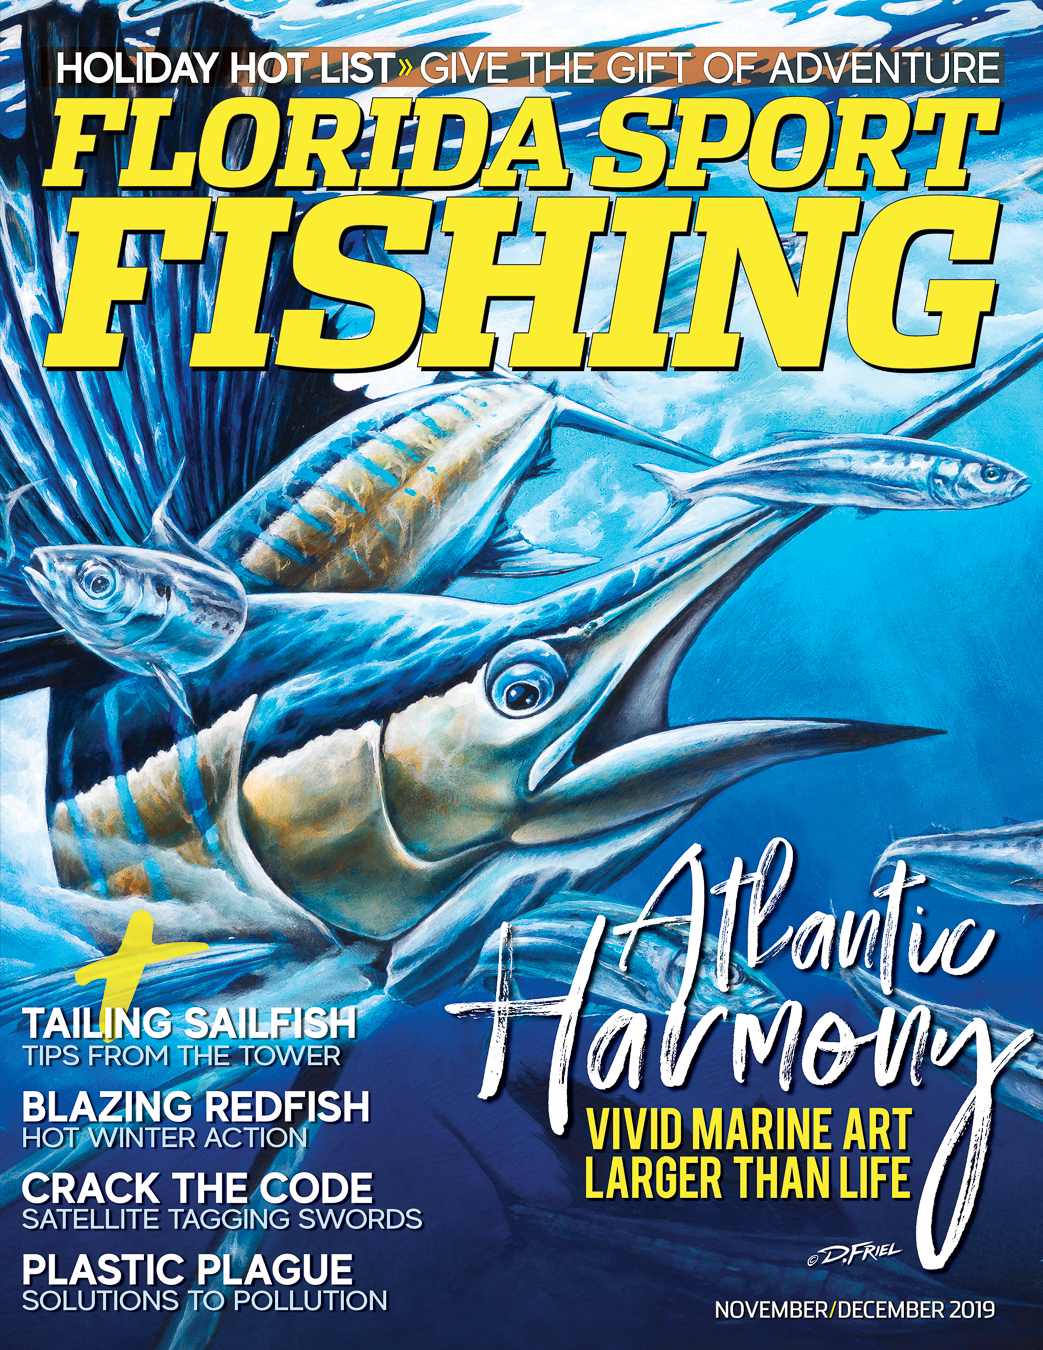 HOLIDAY HOT LIST» GIVE THE GIFT OF ADVENTURE
FLORIDA SPORT
FISHING
Atlantic
Harmony
VIVID MARINE ART
LARGER THAN LIFE
+
TAILING SAILFISH
TIPS FROM THE TOWER
BLAZING REDFISH
HOT WINTER ACTION
CRACK THE CODE
SATELLITE TAGGING SWORDS
PLASTIC PLAGUE
SOLUTIONS TO POLLUTION
© D.FRIEL
NOVEMBER/DECEMBER 2019